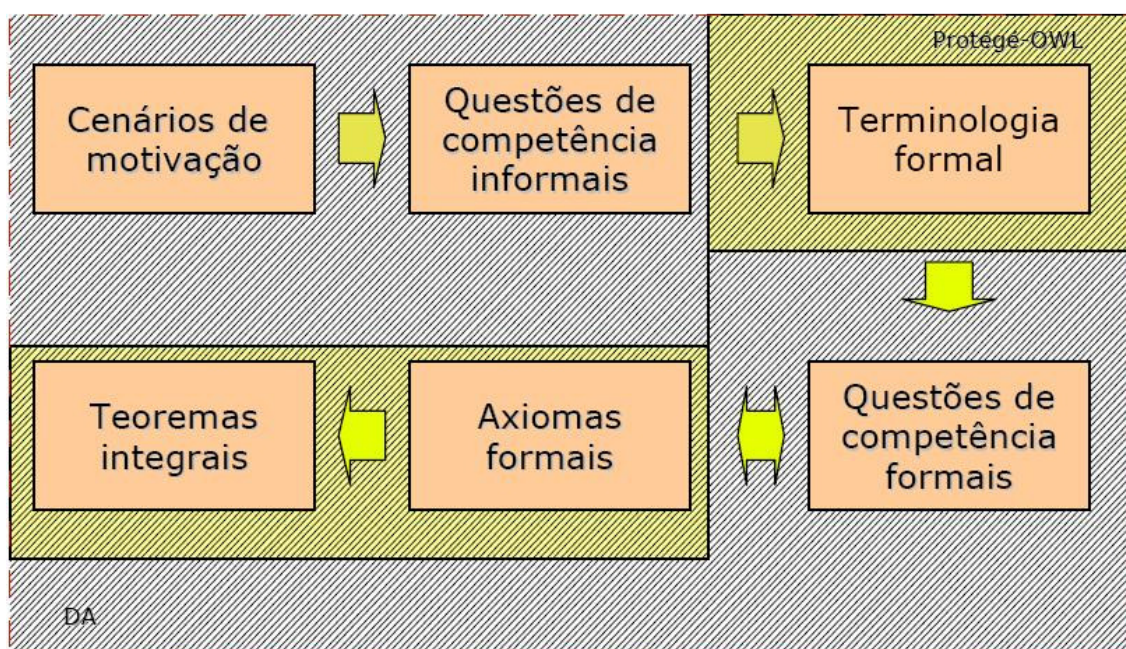 Protégé-OWL
Cenários de
motivação
Questões de
competência
informais
Terminologia
formal
Teoremas
integrais
Axiomas
formais
Questões de
competência
formais
DA